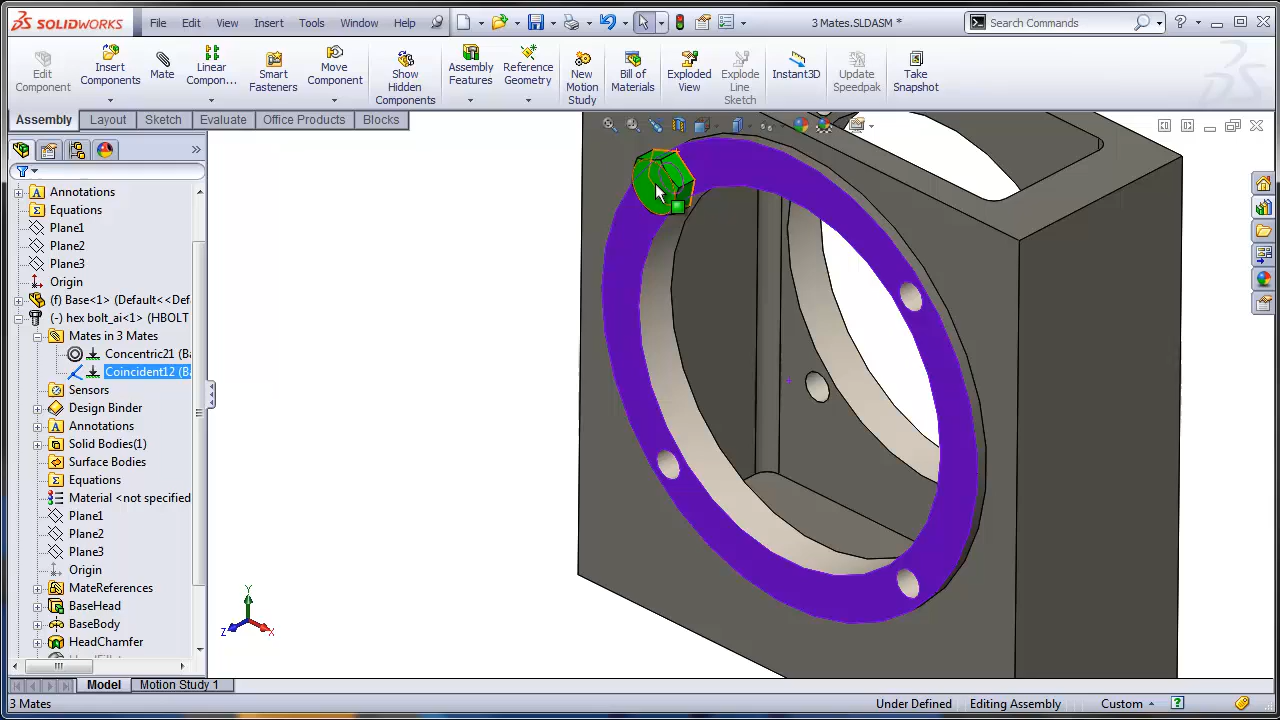 SOLIDWORKS File Edit View Insert Tools Window Help 3 Mates.SLDASM * Search Commands
Edit Component
Insert Components
Mate
Linear Compon...
Smart Fasteners
Move Component
Show Hidden Components
Assembly Features
Reference Geometry
New Motion Study
Bill of Materials
Exploded View
Explode Line Sketch
Instant3D
Update Speedpak
Take Snapshot
Assembly Layout Sketch Evaluate Office Products Blocks
Annotations
Equations
Plane1
Plane2
Plane3
Origin
(f) Base<1> (Default<<Def
(-) hex bolt_ai<1> (HBOLT
Mates in 3 Mates
Concentric21 (Ba
Coincident12 (Ba
Sensors
Design Binder
Annotations
Solid Bodies(1)
Surface Bodies
Equations
Material <not specified
Plane1
Plane2
Plane3
Origin
MateReferences
BaseHead
BaseBody
HeadChamfer
Y
Z X
Model Motion Study 1
3 Mates Under Defined Editing Assembly Custom